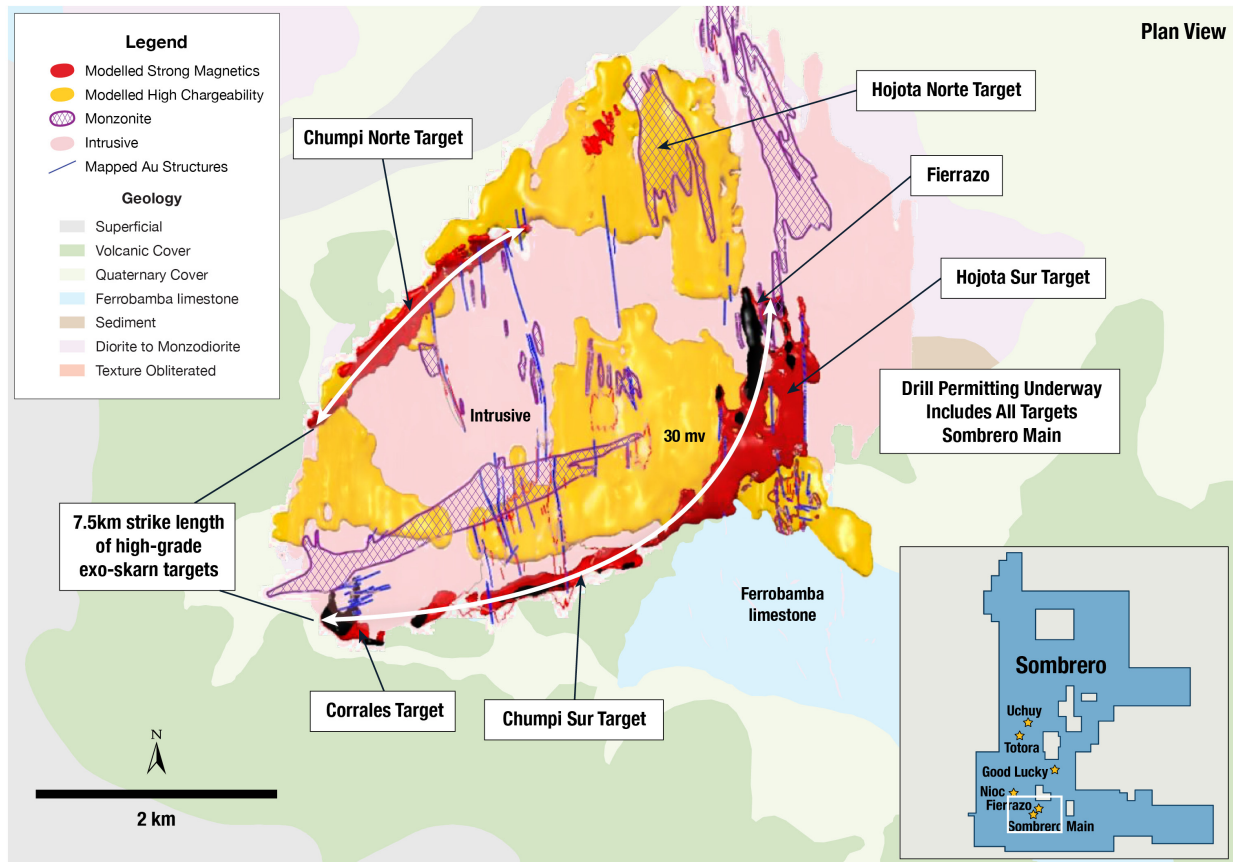 Plan View
Legend
Modelled Strong Magnetics
Modelled High Chargeability
Monzonite
Intrusive
Mapped Au Structures
Geology
Superficial
Volcanic Cover
Quaternary Cover
Ferrobamba limestone
Sediment
Diorite to Monzodiorite
Texture Obliterated
Chumpi Norte Target
Hojota Norte Target
Fierrazo
Hojota Sur Target
Drill Permitting Underway
Includes All Targets
Sombrero Main
Intrusive
30 mv
7.5km strike length
of high-grade
exo-skarn targets
Ferrobamba
limestone
Corrales Target
Chumpi Sur Target
N
2 km
Sombrero
Uchuy
Totora
Good Lucky
Nioc
Fierrazo
Sombrero Main